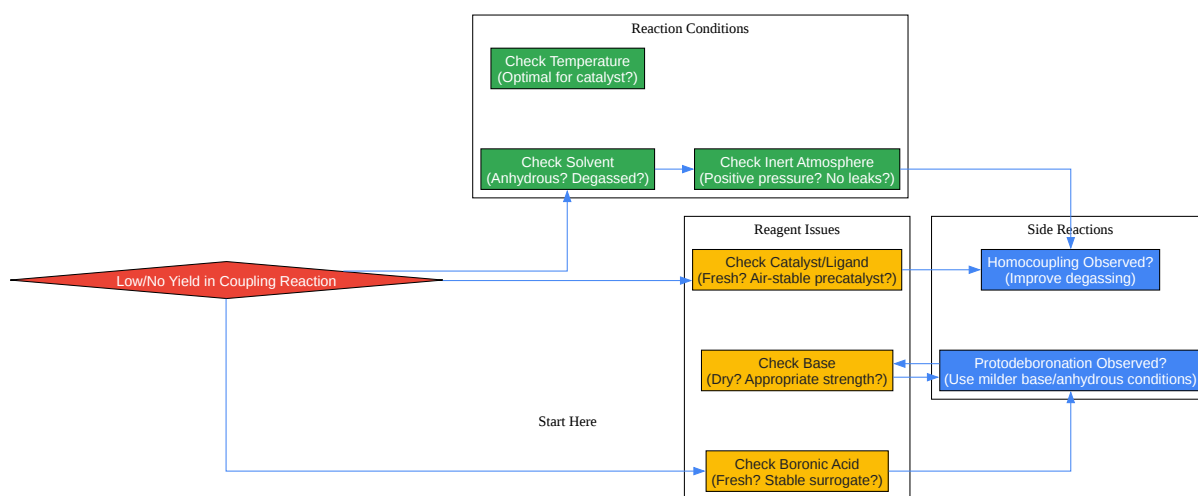 Reaction Conditions
Check Temperature
(Optimal for catalyst?)
Check Solvent
(Anhydrous? Degassed?)
Check Inert Atmosphere
(Positive pressure? No leaks?)
Reagent Issues
Side Reactions
Low/No Yield in Coupling Reaction
Check Catalyst/Ligand
(Fresh? Air-stable precatalyst?)
Homocoupling Observed?
(Improve degassing)
Check Base
(Dry? Appropriate strength?)
Protodeboronation Observed?
(Use milder base/anhydrous conditions)
Start Here
Check Boronic Acid
(Fresh? Stable surrogate?)